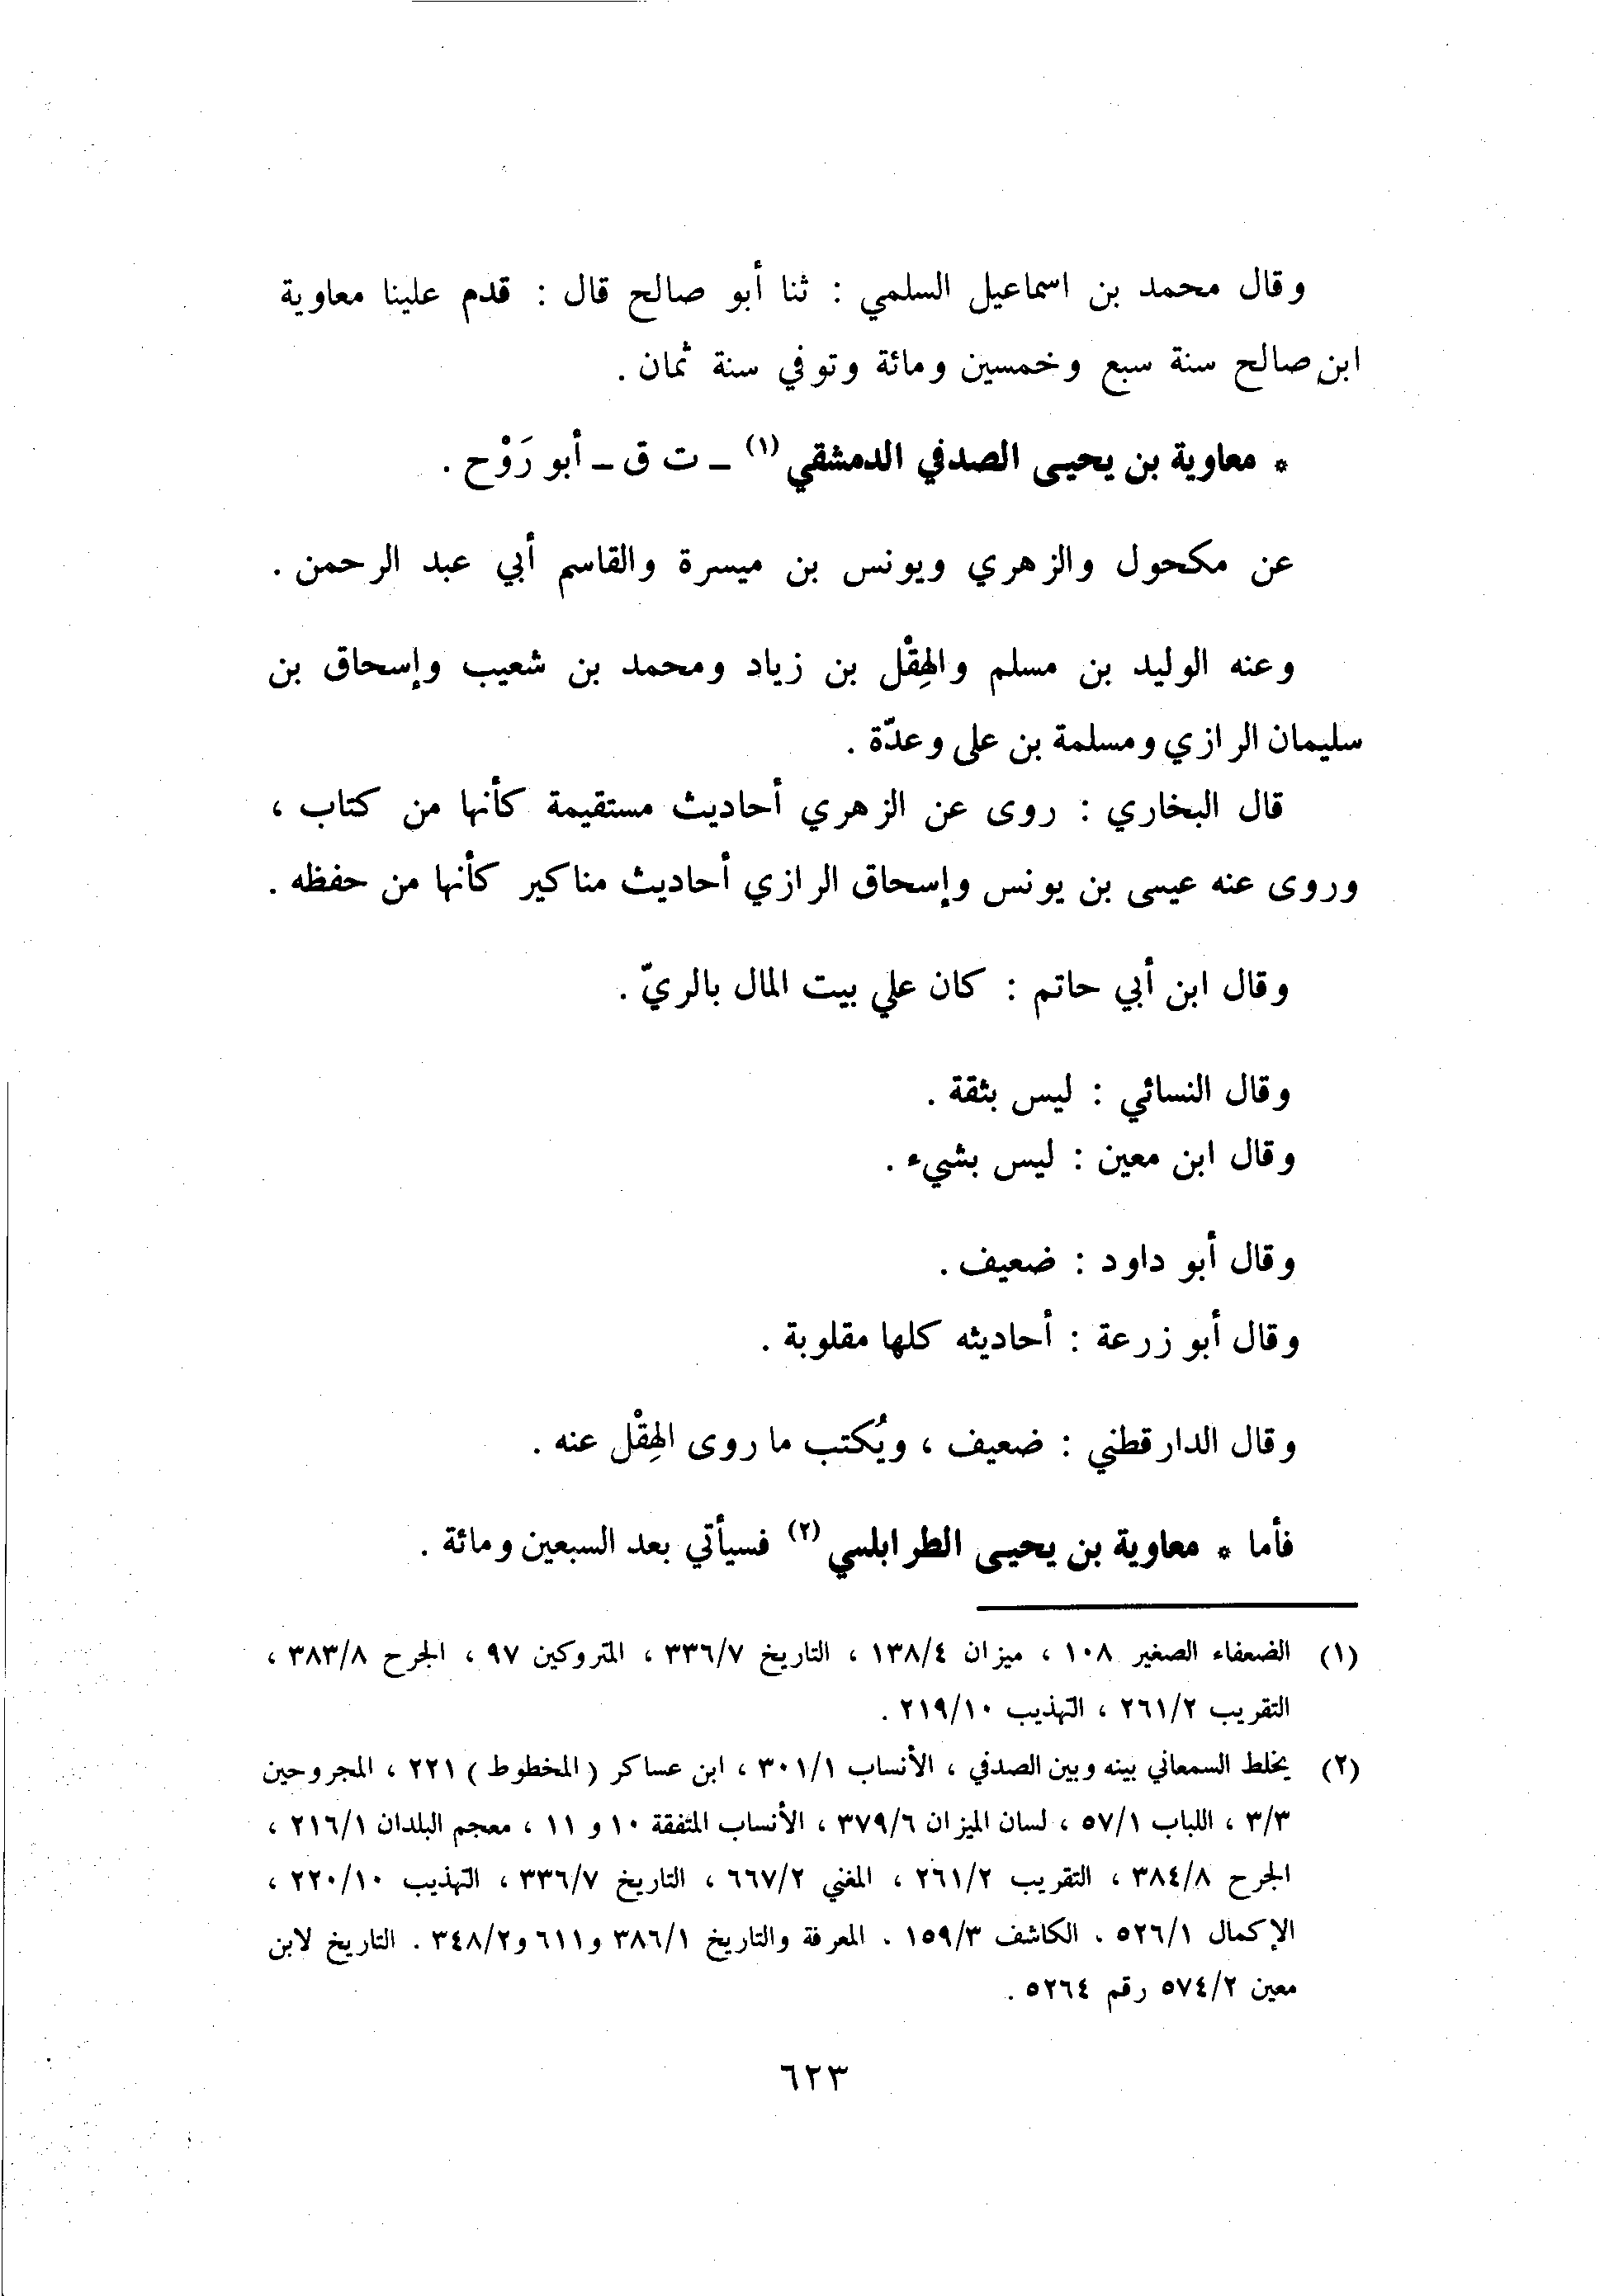 وقال محمد بن اسماعيل السلمي : ثنا أبو صالح قال : قدم علينا معاوية
ابن صالح سنة سبع وخمسين ومائة وتوفي سنة ثمان .
* معاوية بن يحيى الصدفي الدمشقي (١) ـ ت ق ـ أبو رَوْح .
عن مكحول والزهري ويونس بن ميسرة والقاسم أبي عبد الرحمن .
وعنه الوليد بن مسلم والهِقْل بن زياد ومحمد بن شعيب وإسحاق بن
سليمان الرازي ومسلمة بن على وعدّة .
قال البخاري : روى عن الزهري أحاديث مستقيمة كأنها من كتاب ،
وروى عنه عيسى بن يونس وإسحاق الرازي أحاديث مناكير كأنها من حفظه .
وقال ابن أبي حاتم : كان علي بيت المال بالريّ .
وقال النسائي : ليس بثقة .
وقال ابن معين : ليس بشيء .
وقال أبو داود : ضعيف .
وقال أبو زرعة : أحاديثه كلها مقلوبة .
وقال الدارقطني : ضعيف ، ويُكتب ما روى الهِقْل عنه .
فأما * معاوية بن يحيى الطرابلسي (٢) فسيأتي بعد السبعين ومائة .
(١) الضعفاء الصغير ١٠٨ ، ميزان ١٣٨/٤ ، التاريخ ٣٣٦/٧ ، المتروكين ٩٧ ، الجرح ٣٨٣/٨ ،
التقريب ٢٦١/٢ ، التهذيب ٢١٩/١٠ .
(٢) يخلط السمعاني بينه وبين الصدفي ، الأنساب ٣٠١/١ ، ابن عساكر ( المخطوط ) ٢٢١ ، المجروحين
٣/٣ ، اللباب ٥٧/١ ، لسان الميزان ٣٧٩/٦ ، الأنساب المتفقة ١٠ و ١١ ، معجم البلدان ٢١٦/١ ،
الجرح ٣٨٤/٨ ، التقريب ٢٦١/٢ ، المغني ٦٦٧/٢ ، التاريخ ٣٣٦/٧ ، التهذيب ٢٢٠/١٠ ،
الإكمال ٥٢٦/١ . الكاشف ١٥٩/٣ . المعرفة والتاريخ ٣٨٦/١ و٦١١ و٣٤٨/٢ . التاريخ لابن
معين ٥٧٤/٢ رقم ٥٢٦٤ .
٦٢٣